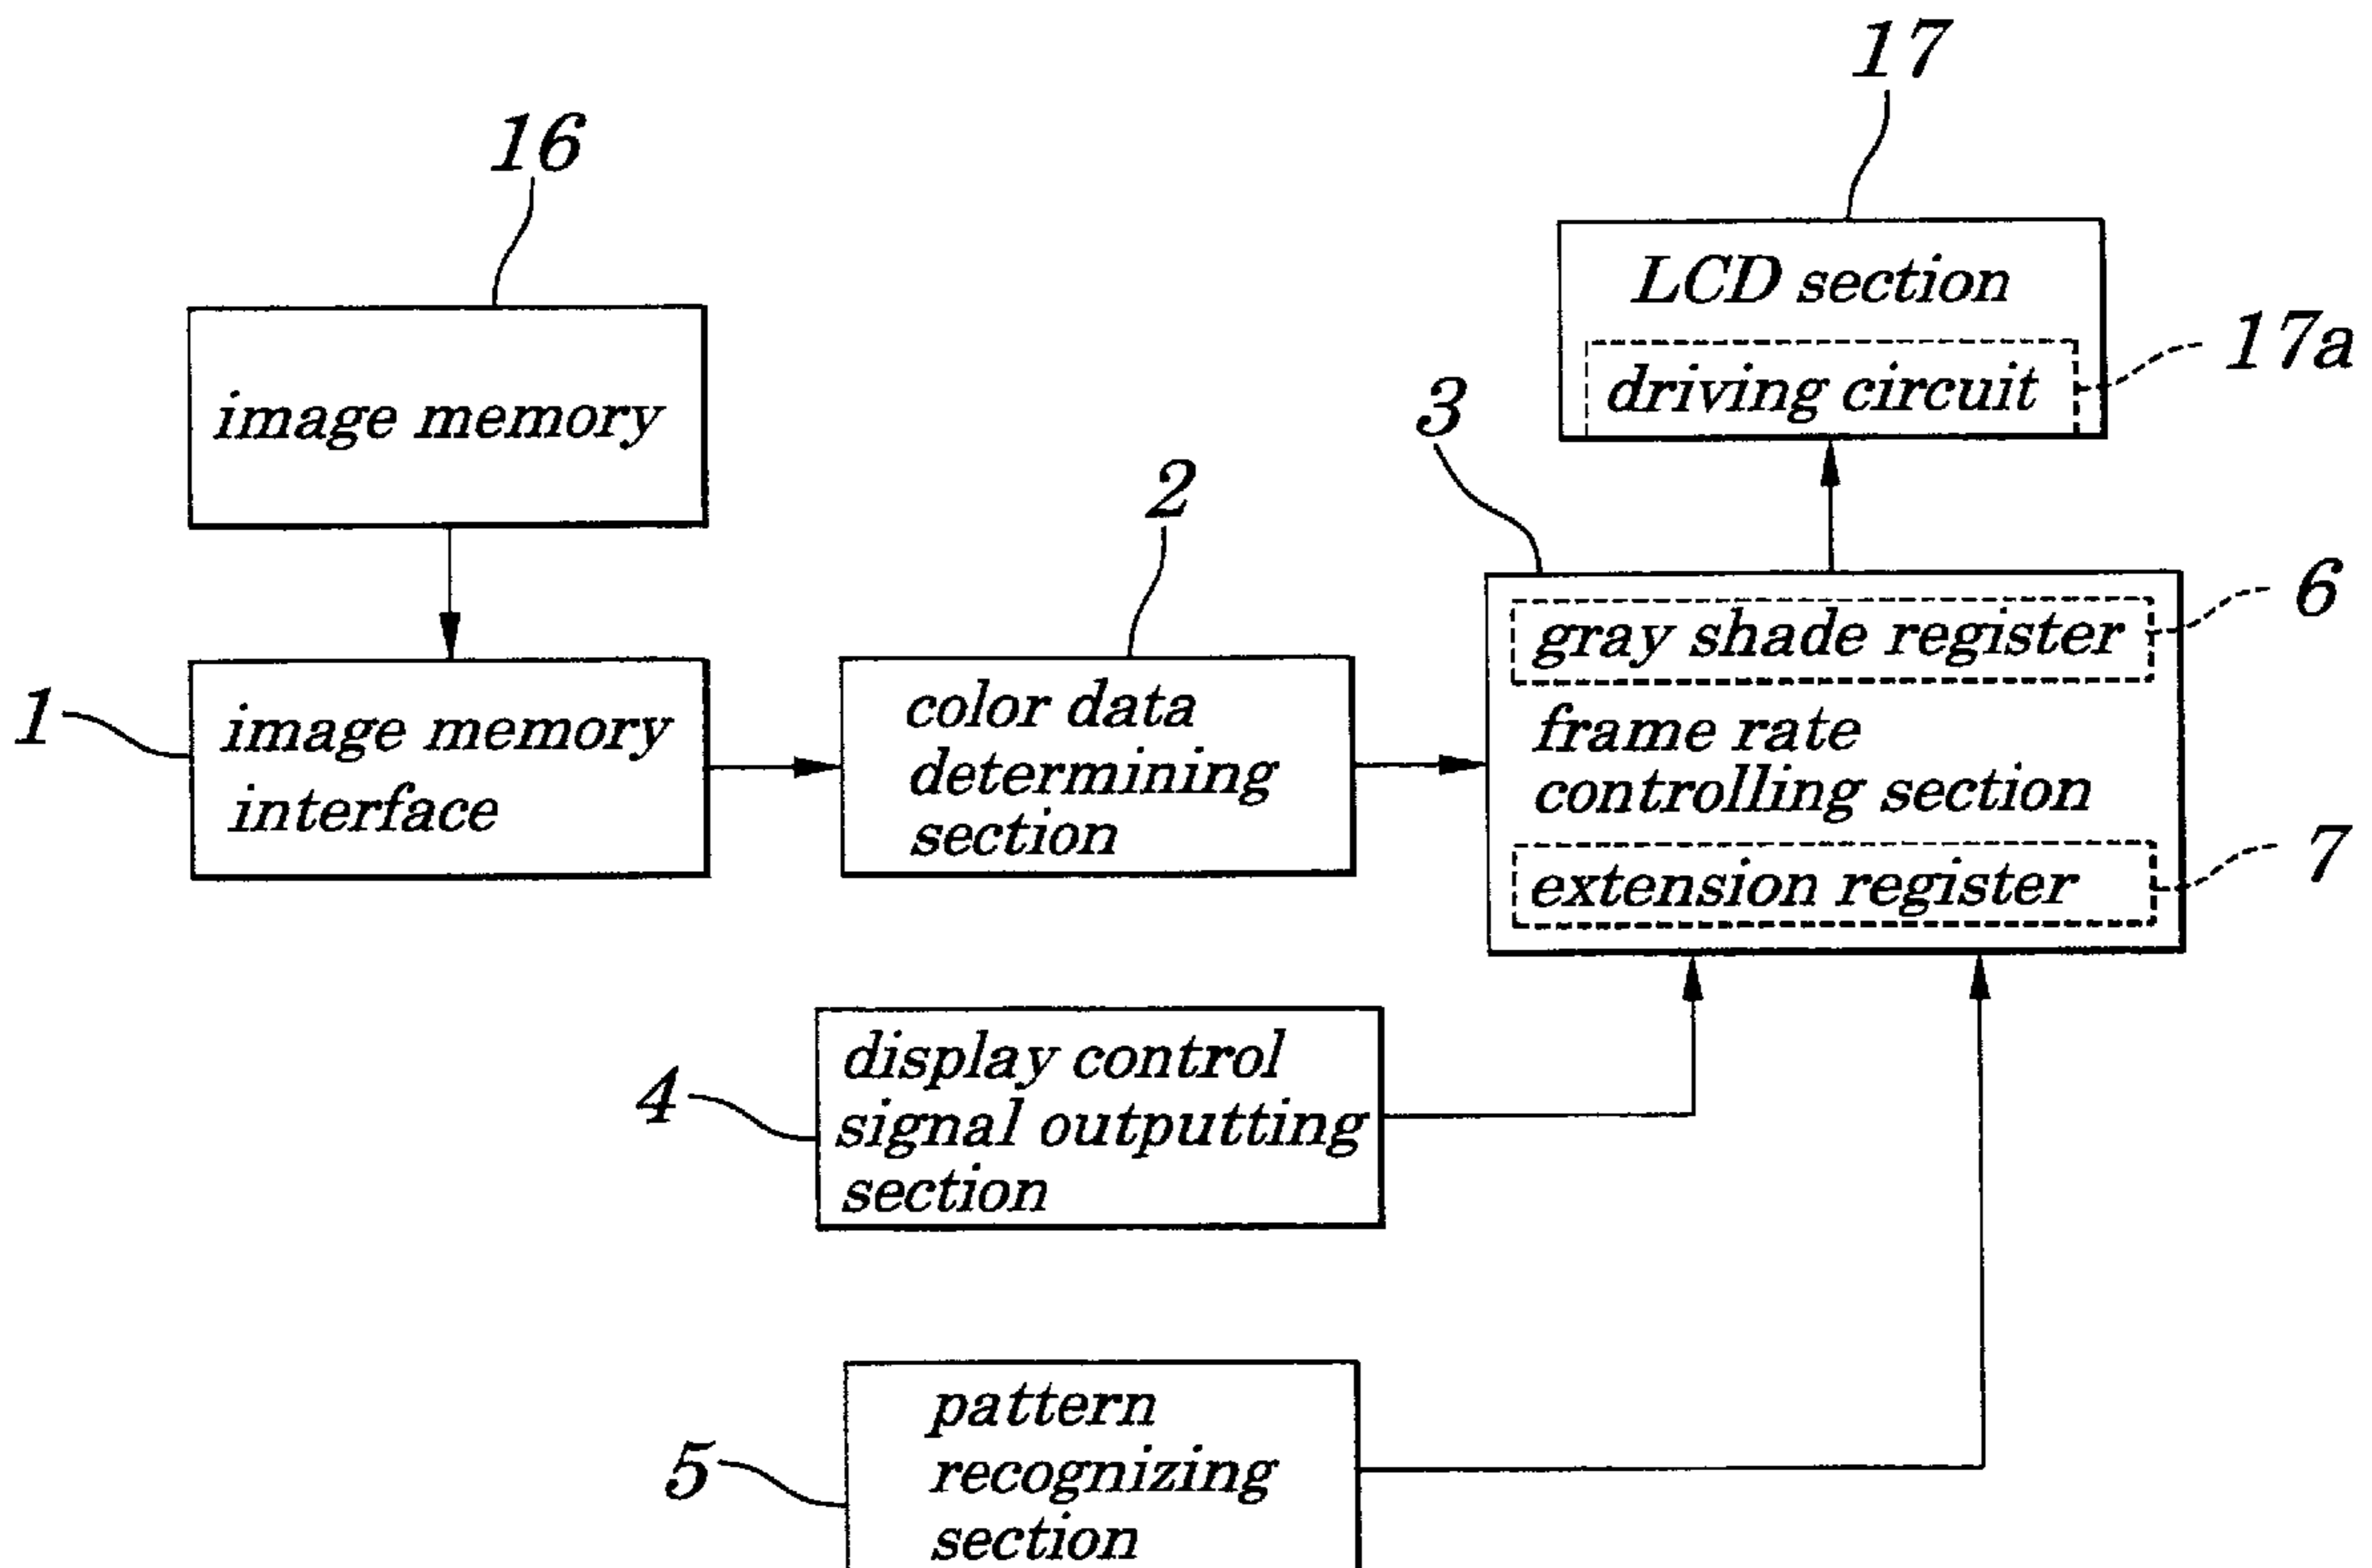 17
16
LCD section
17a
driving circuit
3
image memory
2
6
gray shade register
1
image memory
interface
color data
determining
section
frame rate
controlling section
7
extension register
4
display control
signal outputting
section
5
pattern
recognizing
section